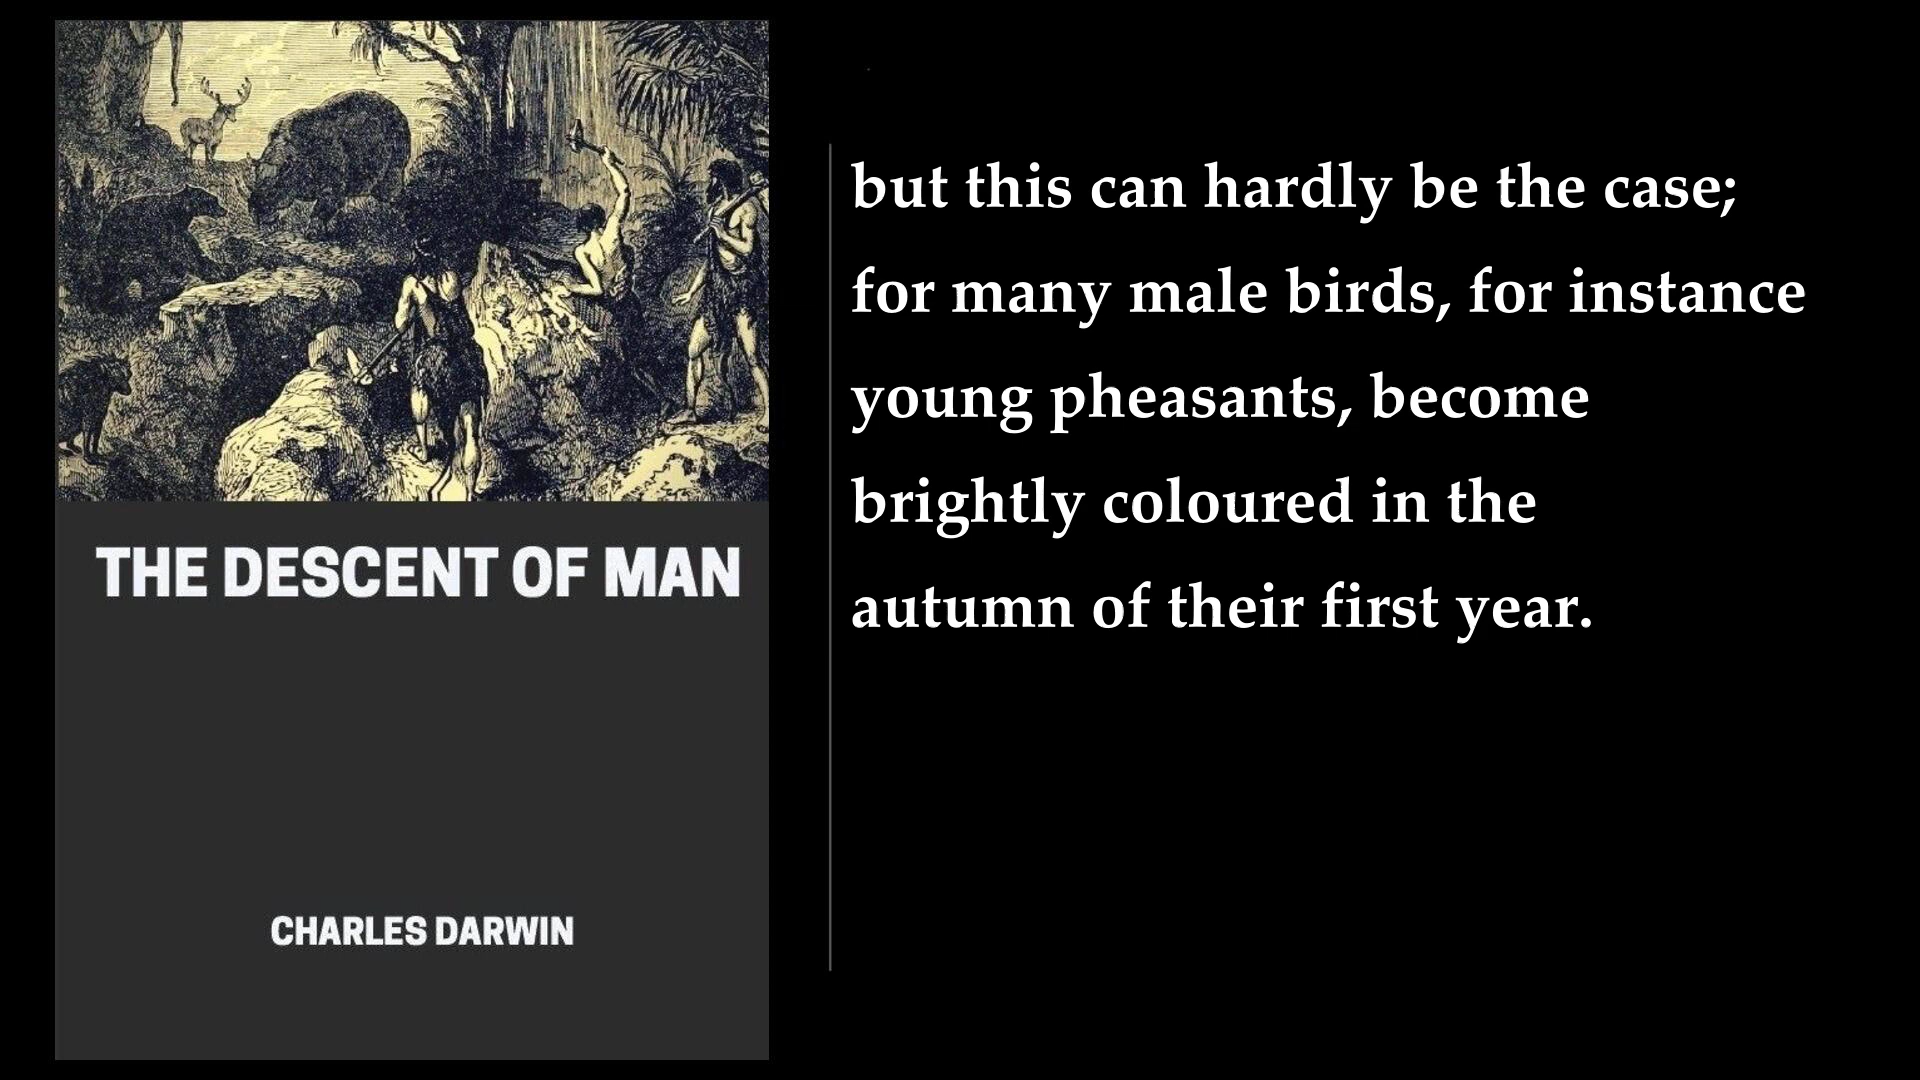 THE DESCENT OF MAN
CHARLES DARWIN
but this can hardly be the case;
for many male birds, for instance
young pheasants, become
brightly coloured in the
autumn of their first year.